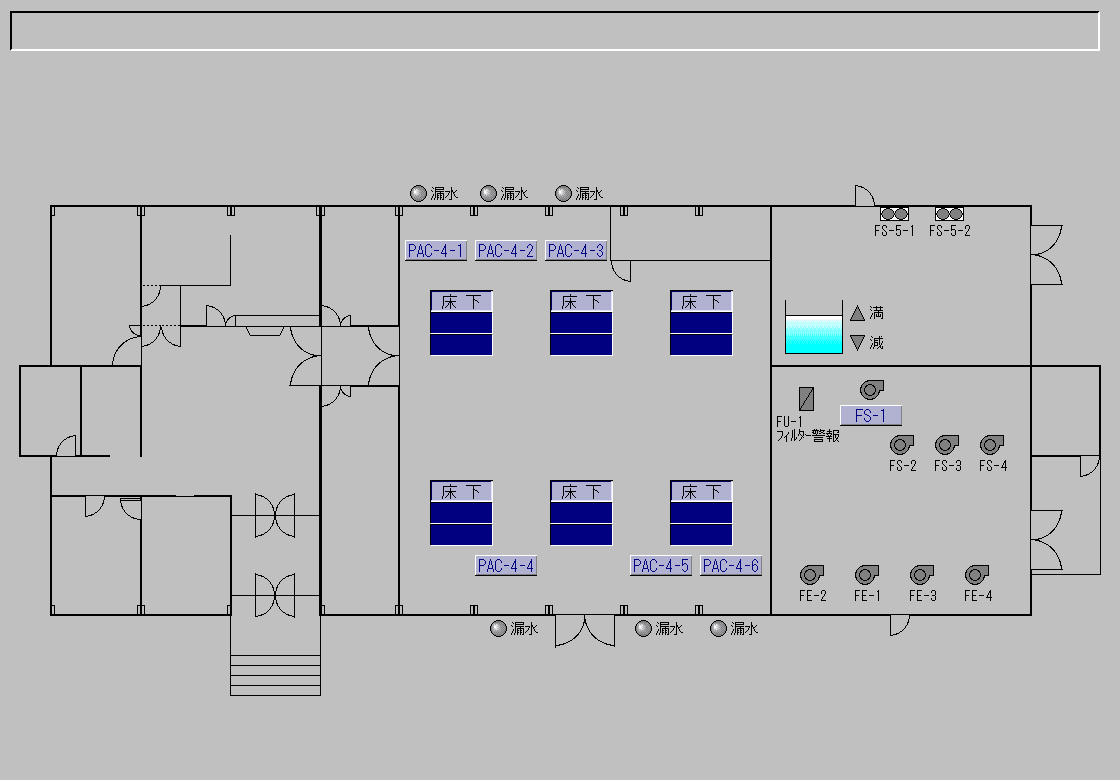 漏水 漏水 漏水
FS-5-1 FS-5-2
PAC-4-1 PAC-4-2 PAC-4-3
床 下 床 下 床 下
満
減
FS-1
FU-1
フィルター警報
FS-2 FS-3 FS-4
床 下 床 下 床 下
PAC-4-4 PAC-4-5 PAC-4-6
FE-2 FE-1 FE-3 FE-4
漏水 漏水 漏水